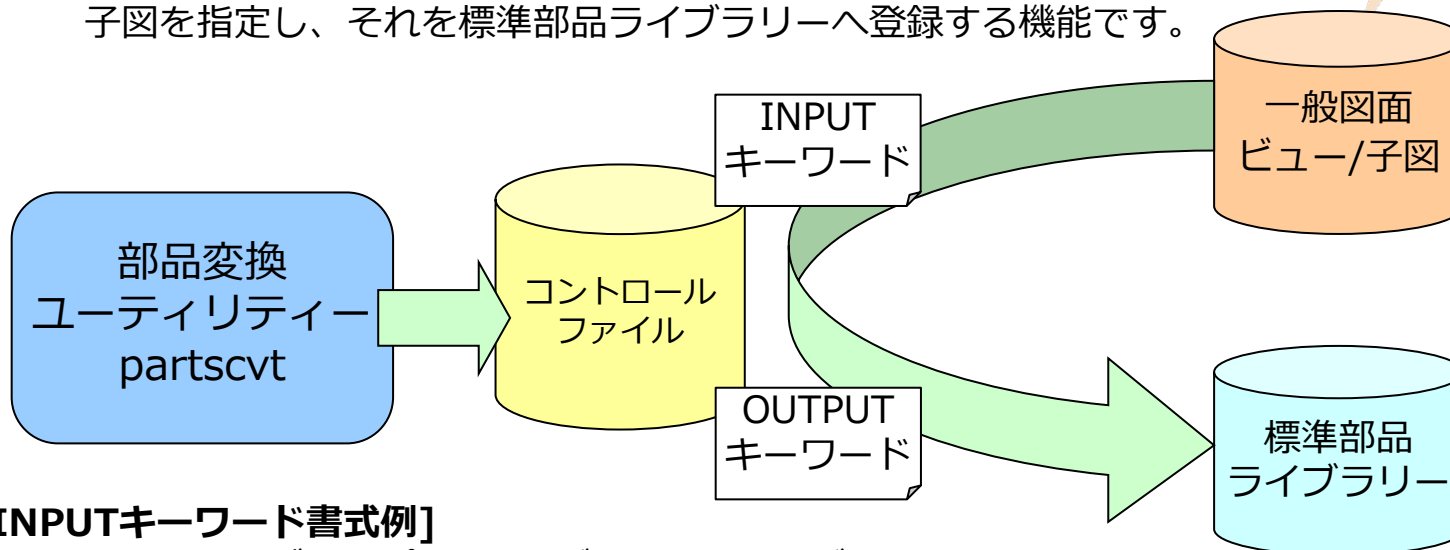 子図を指定し、それを標準部品ライブラリーへ登録する機能です。
INPUT
キーワード
一般図面
ビュー/子図
部品変換
ユーティリティー
partscvt
コントロール
ファイル
OUTPUT
キーワード
標準部品
ライブラリー
INPUTキーワード書式例]